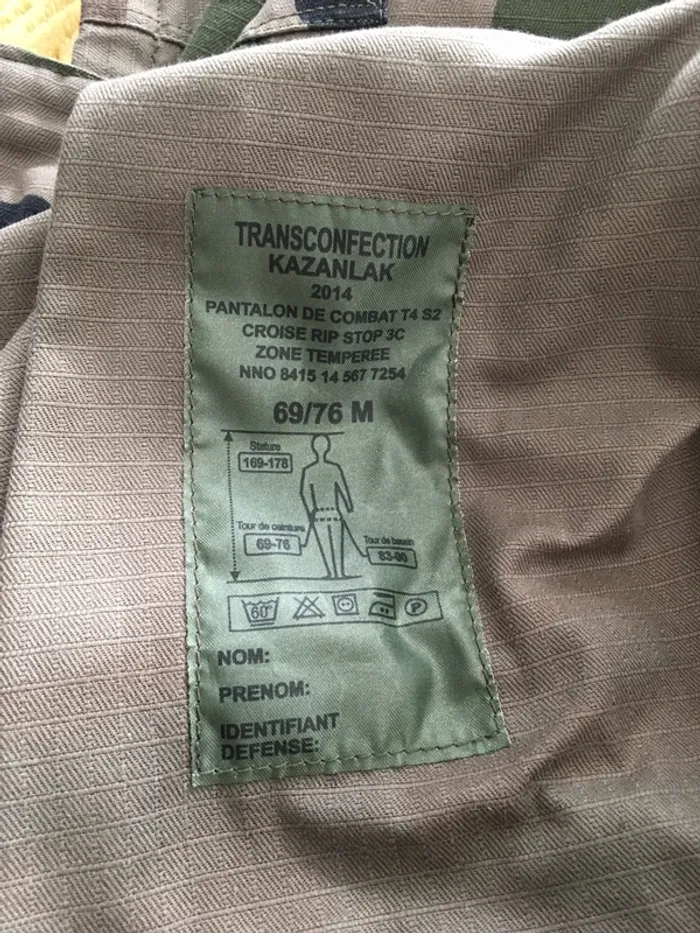 TRANSCONFECTION
KAZANLAK
2014
PANTALON DE COMBAT T4 S2
CROISE RIP STOP 3C
ZONE TEMPEREE
NNO 8415 14 567 7254
69/76 M
Stature
169-178
Tour de ceinture
69-76
Tour de bassin
83-90
60°
P
NOM:
PRENOM:
IDENTIFIANT
DEFENSE: